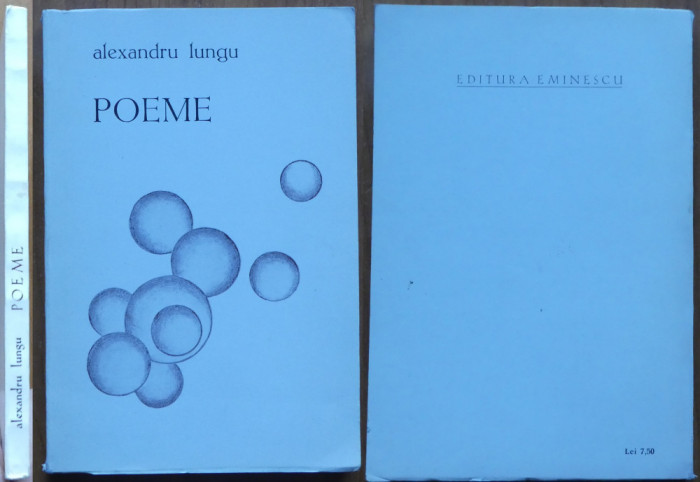 alexandru lungu POEME
alexandru lungu
POEME
EDITURA EMINESCU
Lei 7,50